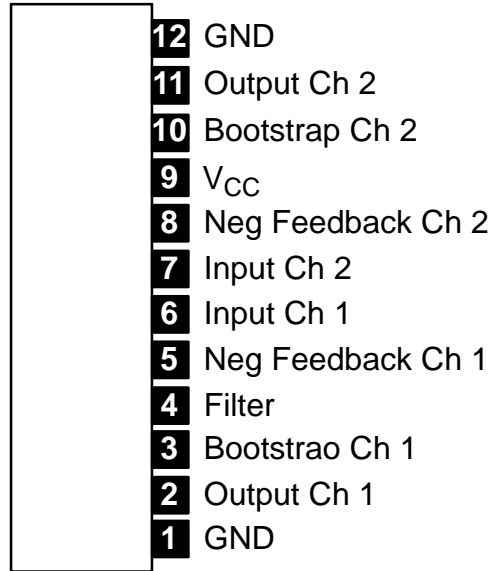 12 GND
11 Output Ch 2
10 Bootstrap Ch 2
9 VCC
8 Neg Feedback Ch 2
7 Input Ch 2
6 Input Ch 1
5 Neg Feedback Ch 1
4 Filter
3 Bootstrao Ch 1
2 Output Ch 1
1 GND